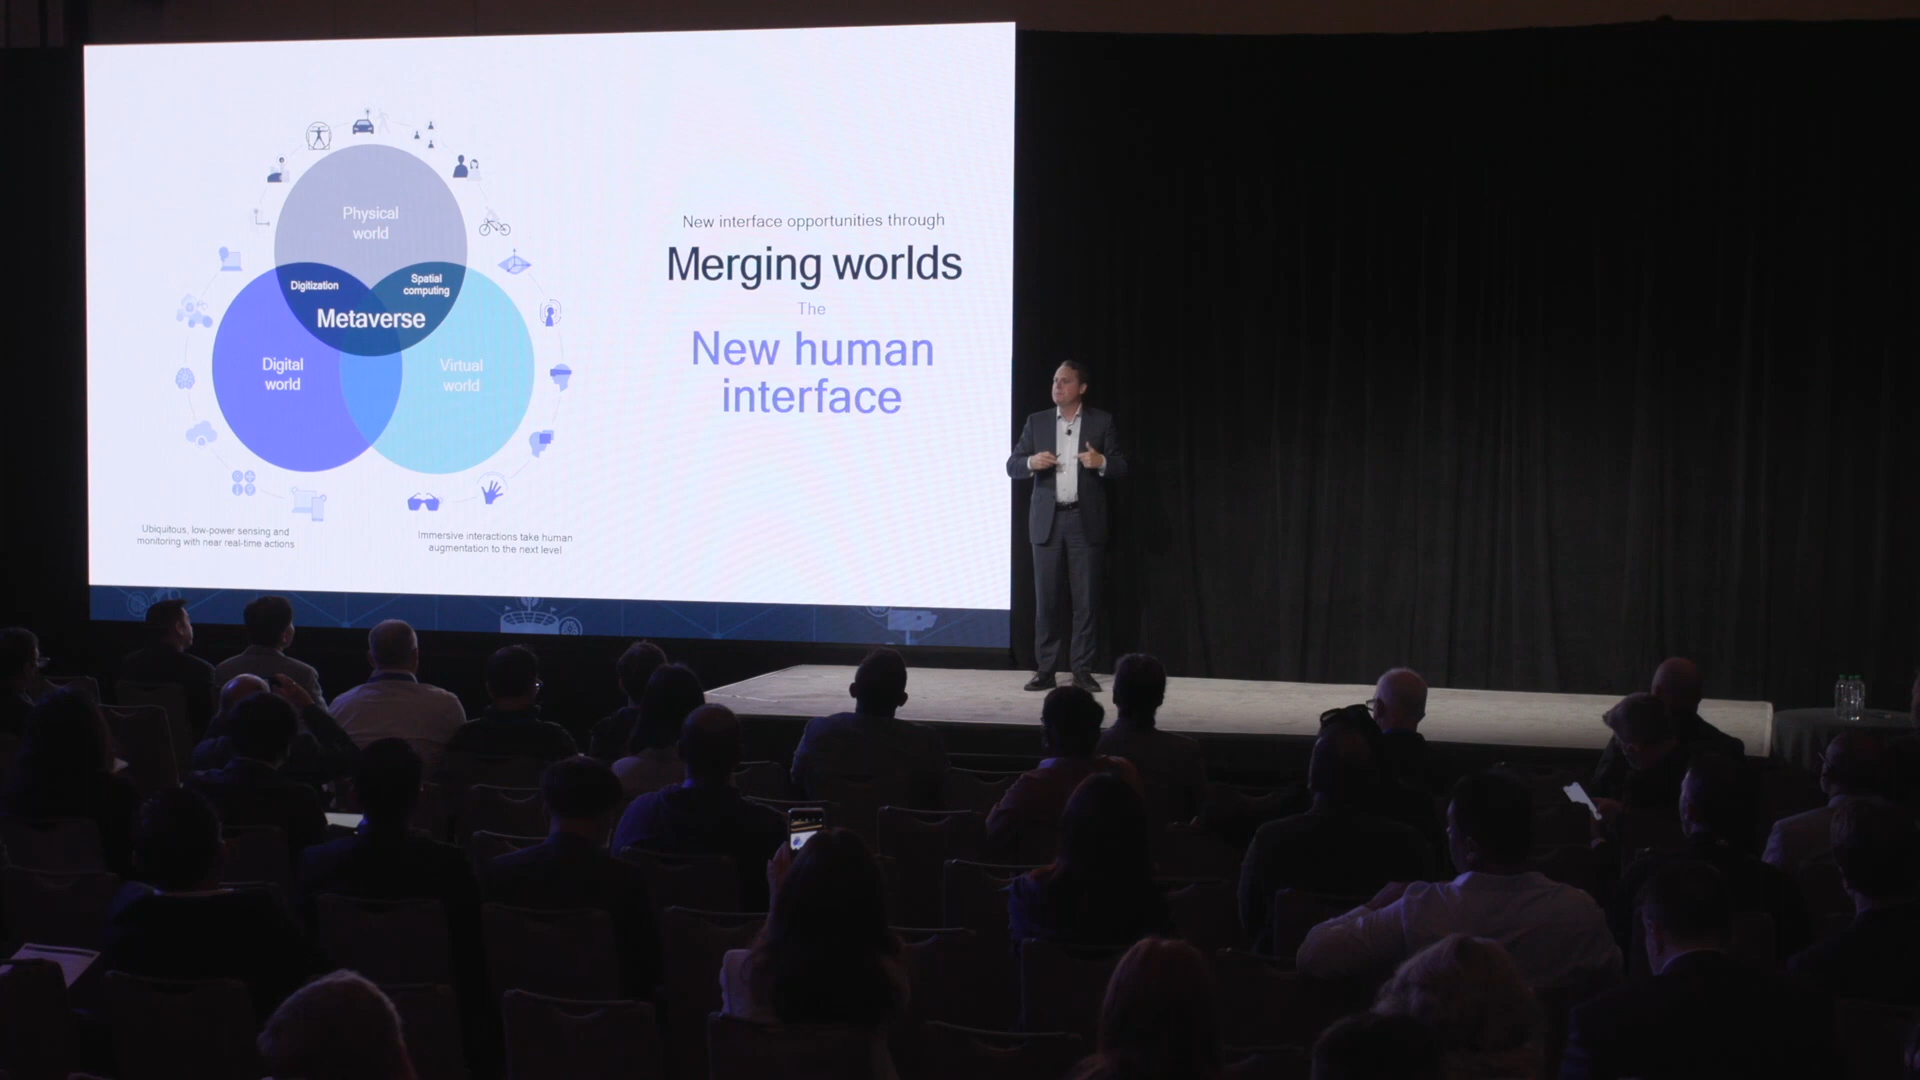 Physical
world
Digitization
Spatial
computing
Metaverse
Digital
world
Virtual
world
Ubiquitous, low-power sensing and
monitoring with near real-time actions
Immersive interactions take human
augmentation to the next level
New interface opportunities through
Merging worlds
The
New human
interface